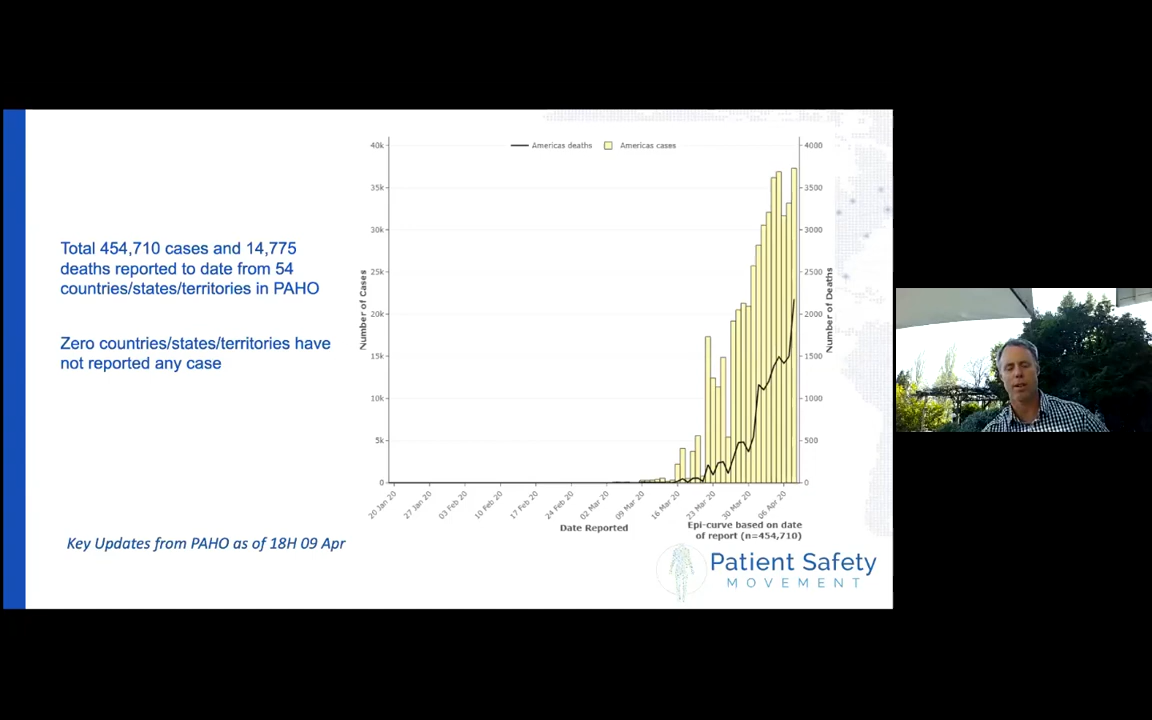 Total 454,710 cases and 14,775
deaths reported to date from 54
countries/states/territories in PAHO
Zero countries/states/territories have
not reported any case
Key Updates from PAHO as of 18H 09 Apr
Americas deaths
Americas cases
Number of Cases
40k
35k
30k
25k
20k
15k
10k
5k
0
4000
3500
3000
2500
2000
1500
1000
500
0
Number of Deaths
20 Jan 20
27 Jan 20
03 Feb 20
10 Feb 20
17 Feb 20
24 Feb 20
02 Mar 20
09 Mar 20
16 Mar 20
23 Mar 20
30 Mar 20
06 Apr 20
Date Reported
Epi-curve based on date
of report (n=454,710)
Patient Safety
MOVEMENT